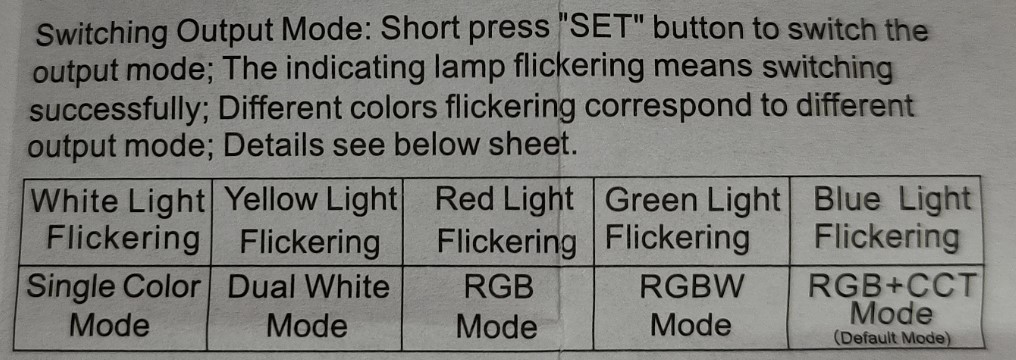 Switching Output Mode: Short press "SET" button to switch the
output mode; The indicating lamp flickering means switching
successfully; Different colors flickering correspond to different
output mode; Details see below sheet.
White Light Flickering
Yellow Light Flickering
Red Light Flickering
Green Light Flickering
Blue Light Flickering
Single Color Mode
Dual White Mode
RGB Mode
RGBW Mode
RGB+CCT Mode (Default Mode)